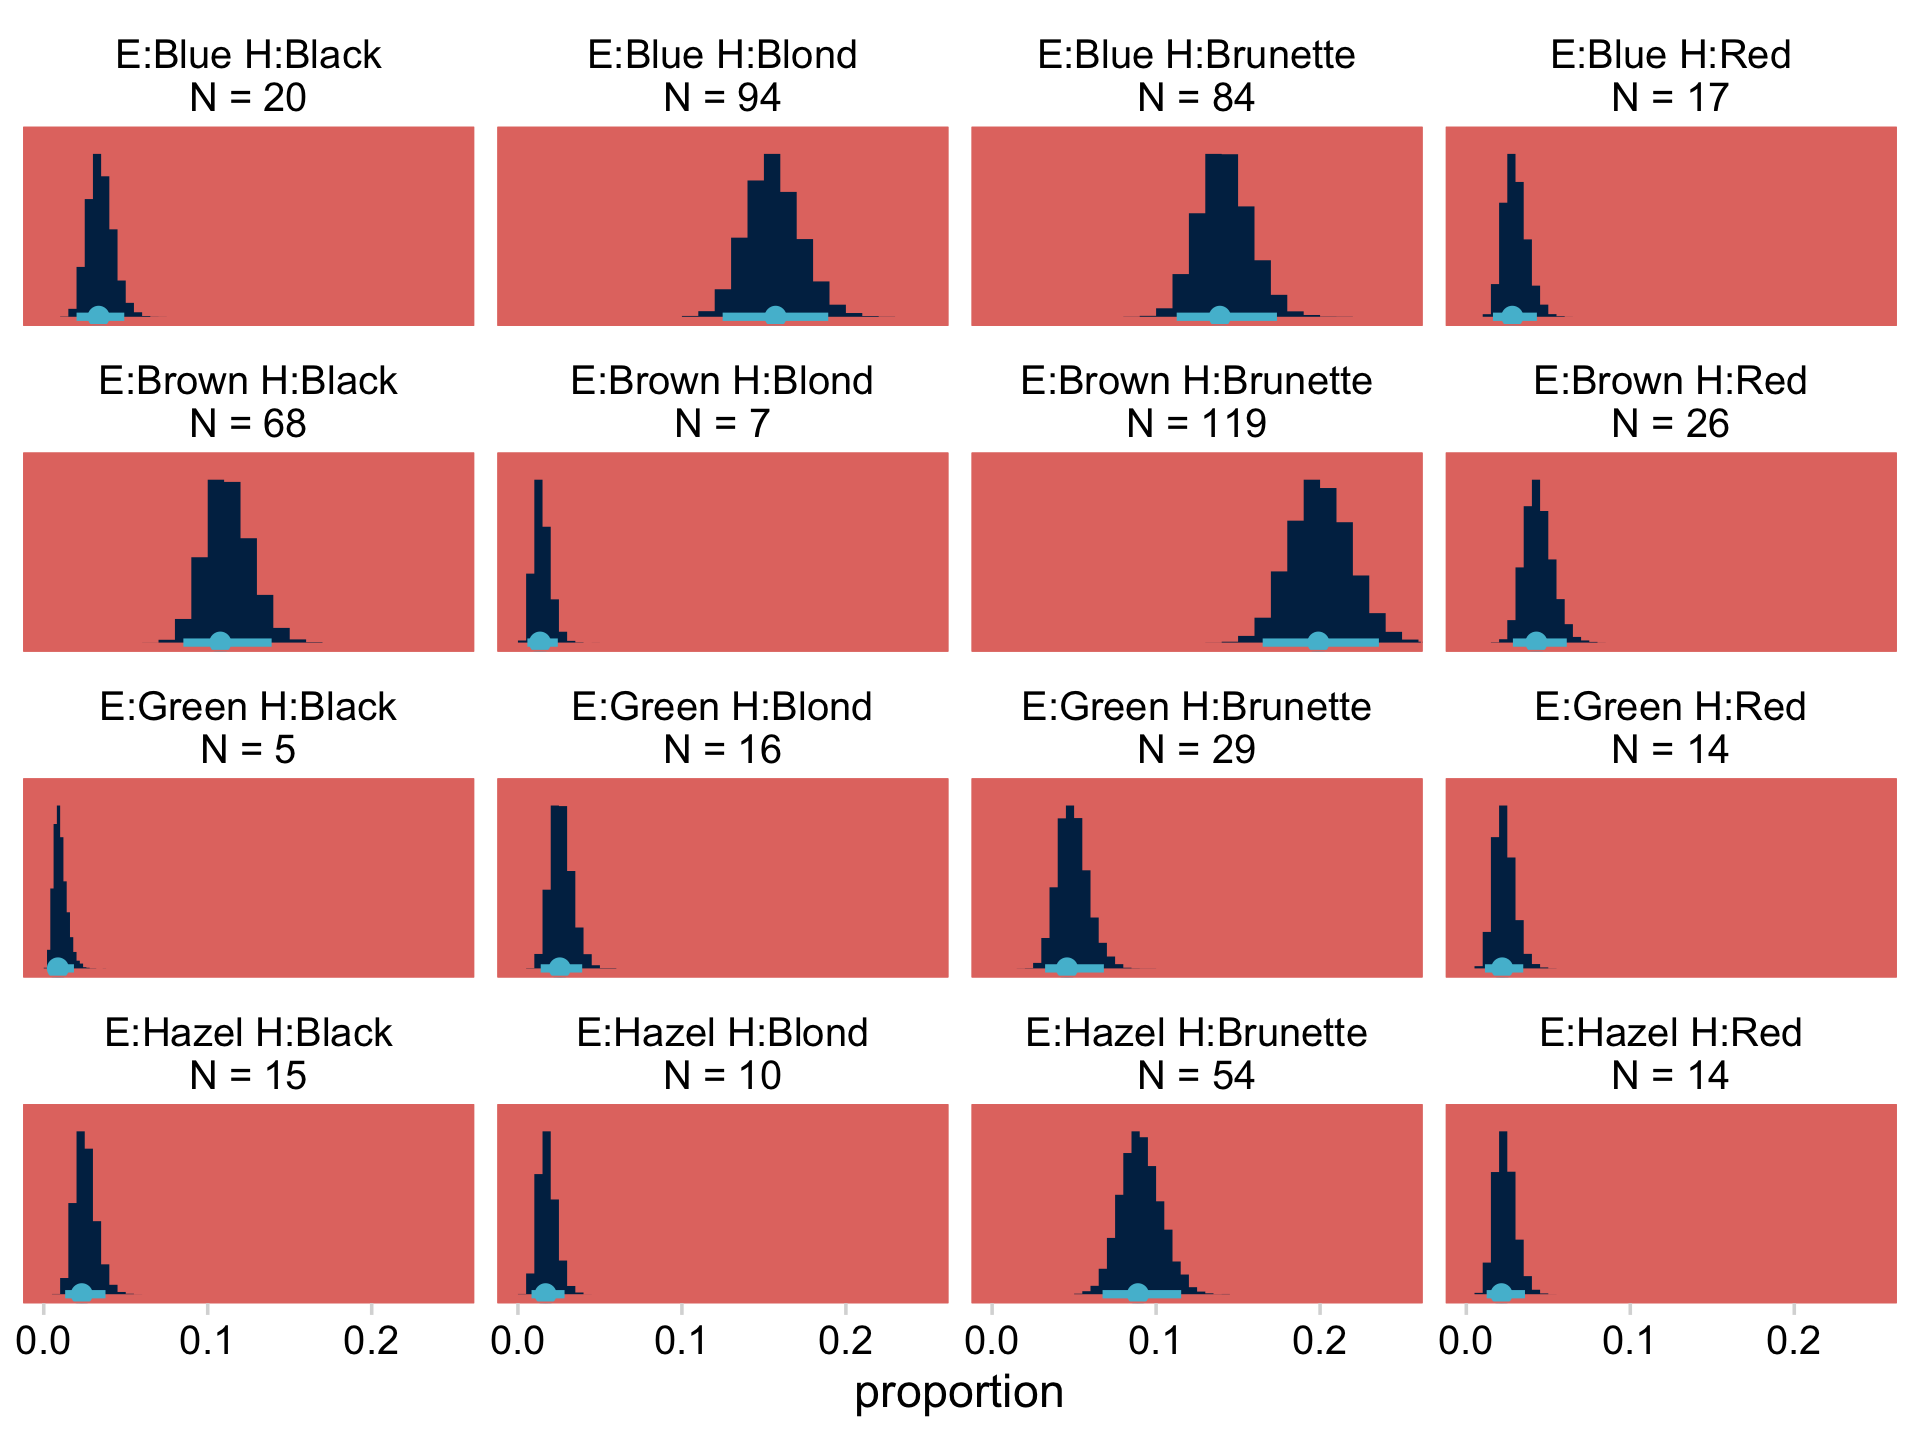 E:Blue H:Black
N = 20
E:Blue H:Blond
N = 94
E:Blue H:Brunette
N = 84
E:Blue H:Red
N = 17
E:Brown H:Black
N = 68
E:Brown H:Blond
N = 7
E:Brown H:Brunette
N = 119
E:Brown H:Red
N = 26
E:Green H:Black
N = 5
E:Green H:Blond
N = 16
E:Green H:Brunette
N = 29
E:Green H:Red
N = 14
E:Hazel H:Black
N = 15
E:Hazel H:Blond
N = 10
E:Hazel H:Brunette
N = 54
E:Hazel H:Red
N = 14
0.0 0.1 0.2
0.0 0.1 0.2
0.0 0.1 0.2
0.0 0.1 0.2
proportion